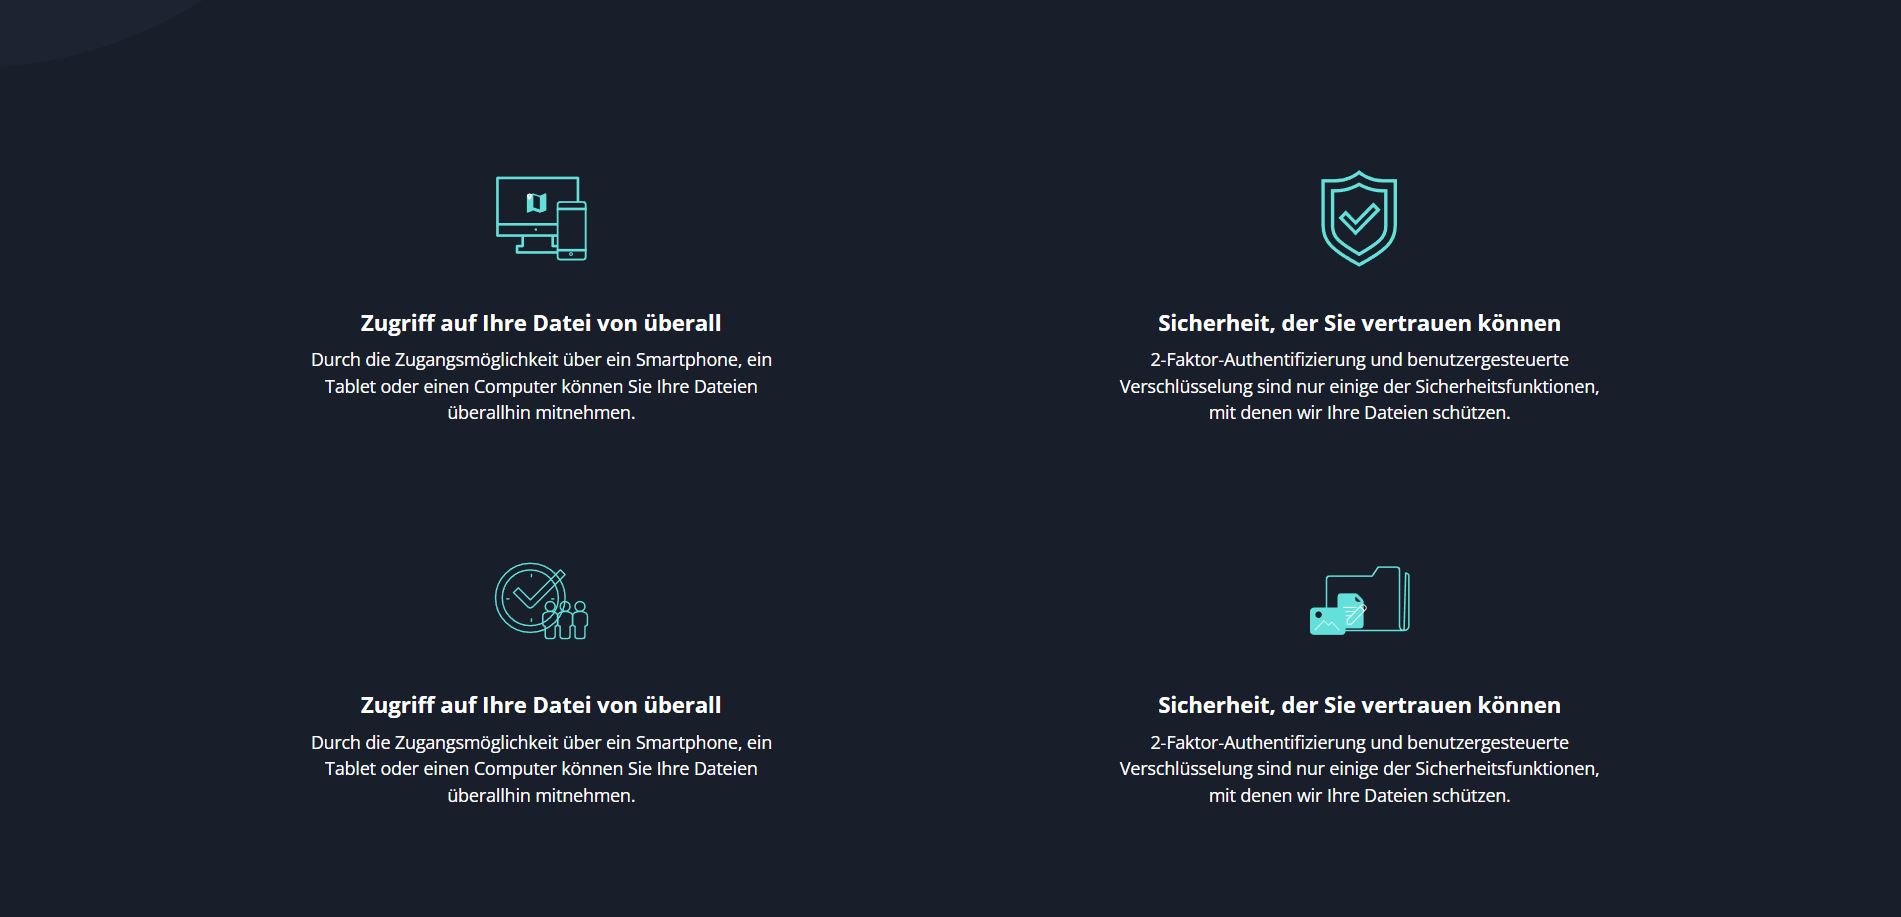 Zugriff auf Ihre Datei von überall
Durch die Zugangsmöglichkeit über ein Smartphone, ein
Tablet oder einen Computer können Sie Ihre Dateien
überallhin mitnehmen.
Sicherheit, der Sie vertrauen können
2-Faktor-Authentifizierung und benutzergesteuerte
Verschlüsselung sind nur einige der Sicherheitsfunktionen,
mit denen wir Ihre Dateien schützen.
Zugriff auf Ihre Datei von überall
Durch die Zugangsmöglichkeit über ein Smartphone, ein
Tablet oder einen Computer können Sie Ihre Dateien
überallhin mitnehmen.
Sicherheit, der Sie vertrauen können
2-Faktor-Authentifizierung und benutzergesteuerte
Verschlüsselung sind nur einige der Sicherheitsfunktionen,
mit denen wir Ihre Dateien schützen.